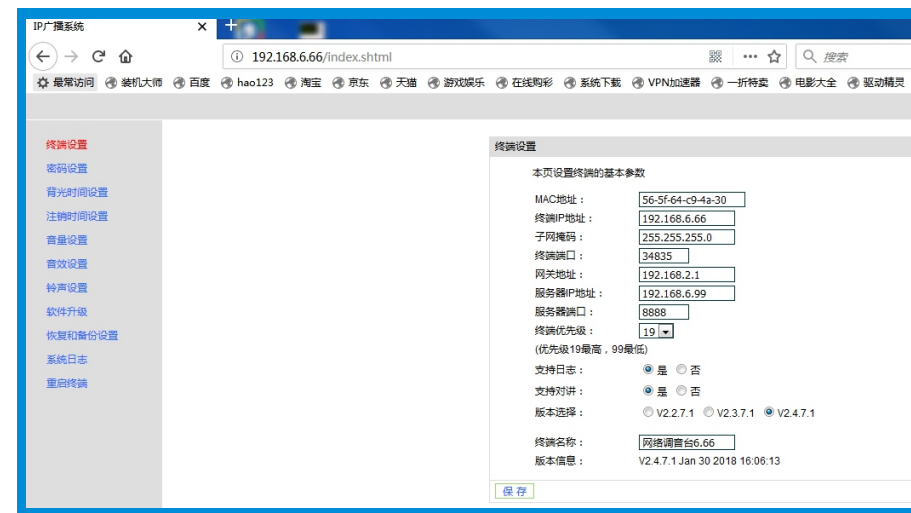 IP广播系统
192.168.6.66/index.shtml
搜索
最常访问 装机大师 百度 hao123 淘宝 京东 天猫 游戏娱乐 在线购彩 系统下载 VPN加速器 一折特卖 电影大全 驱动精灵
终端设置
密码设置
背光时间设置
注销时间设置
音量设置
音效设置
铃声设置
软件升级
恢复和备份设置
系统日志
重启终端
终端设置
本页设置终端的基本参数
MAC地址： 56-5f-64-c9-4a-30
终端IP地址： 192.168.6.66
子网掩码： 255.255.255.0
终端端口： 34835
网关地址： 192.168.2.1
服务器IP地址： 192.168.6.99
服务器端口： 8888
终端优先级： 19
(优先级19最高，99最低)
支持日志： 是 否
支持对讲： 是 否
版本选择： V2.2.7.1 V2.3.7.1 V2.4.7.1
终端名称： 网络调音台6.66
版本信息： V2.4.7.1 Jan 30 2018 16:06:13
保 存